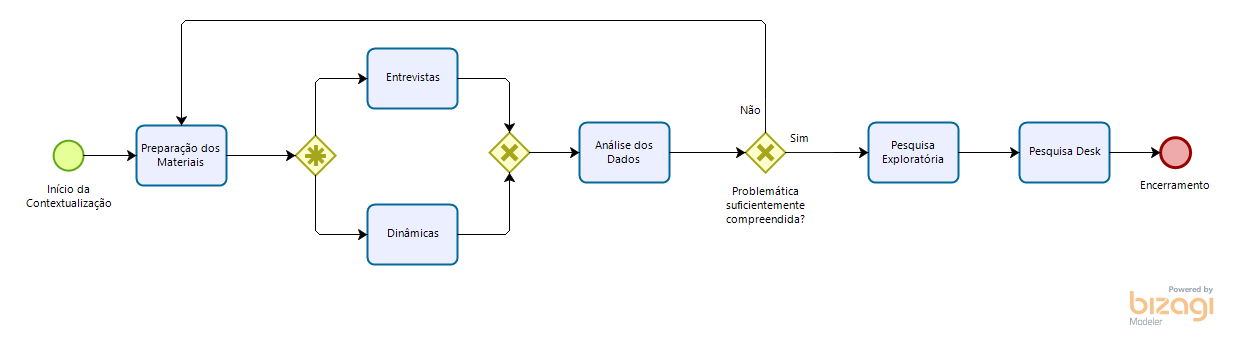 Início da
Contextualização
Preparação dos
Materiais
Entrevistas
Dinâmicas
Análise dos
Dados
Não
Sim
Problemática
suficientemente
compreendida?
Pesquisa
Exploratória
Pesquisa Desk
Encerramento
Powered by
bizagi
Modeler